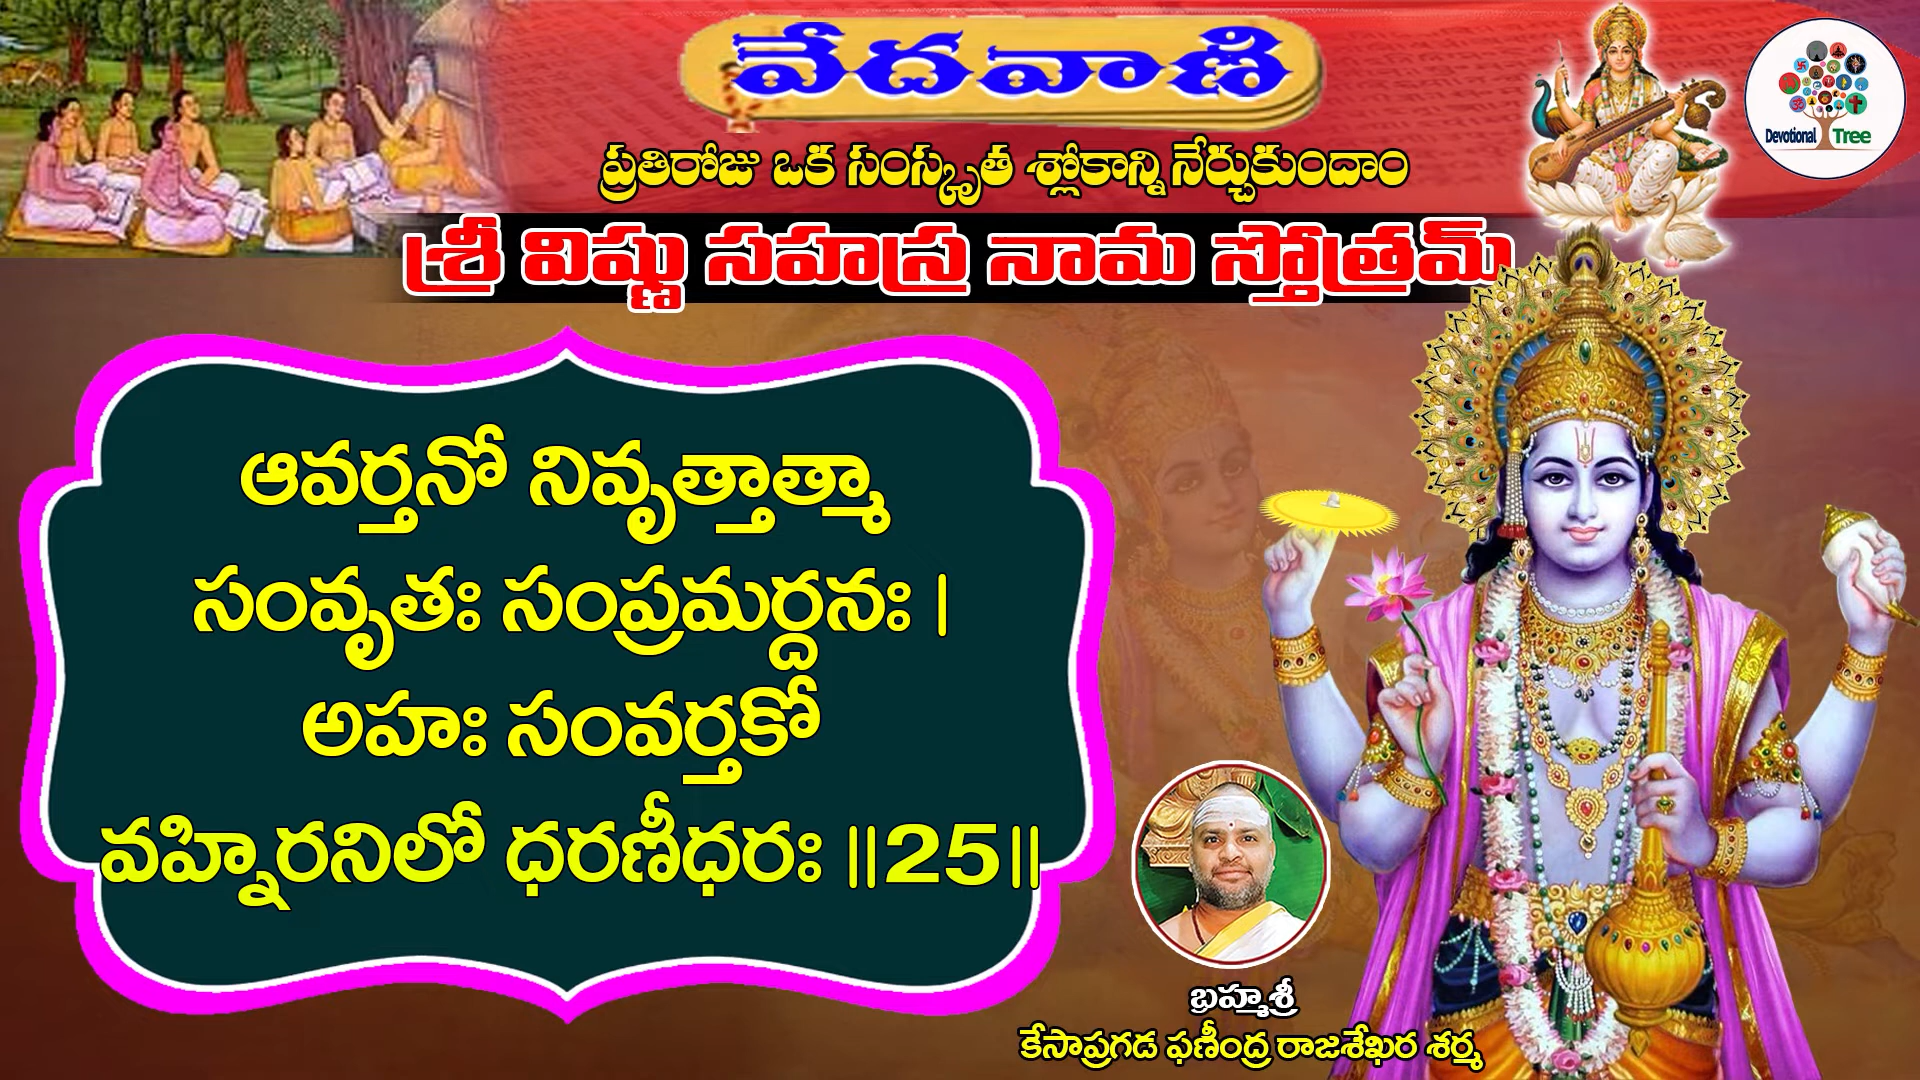 వేదవాణి
Devotional Tree
ప్రతిరోజు ఒక సంస్కృత శ్లోకాన్ని నేర్చుకుందాం
శ్రీ విష్ణు సహస్ర నామ స్తోత్రమ్
ఆవర్తనో నివృత్తాత్మా
సంవృతః సంప్రమర్దనః |
అహః సంవర్తకో
వహ్నిరనిలో ధరణీధరః ||25||
బ్రహ్మశ్రీ
కేసాప్రగడ ఫణీంద్ర రాజశేఖర శర్మ